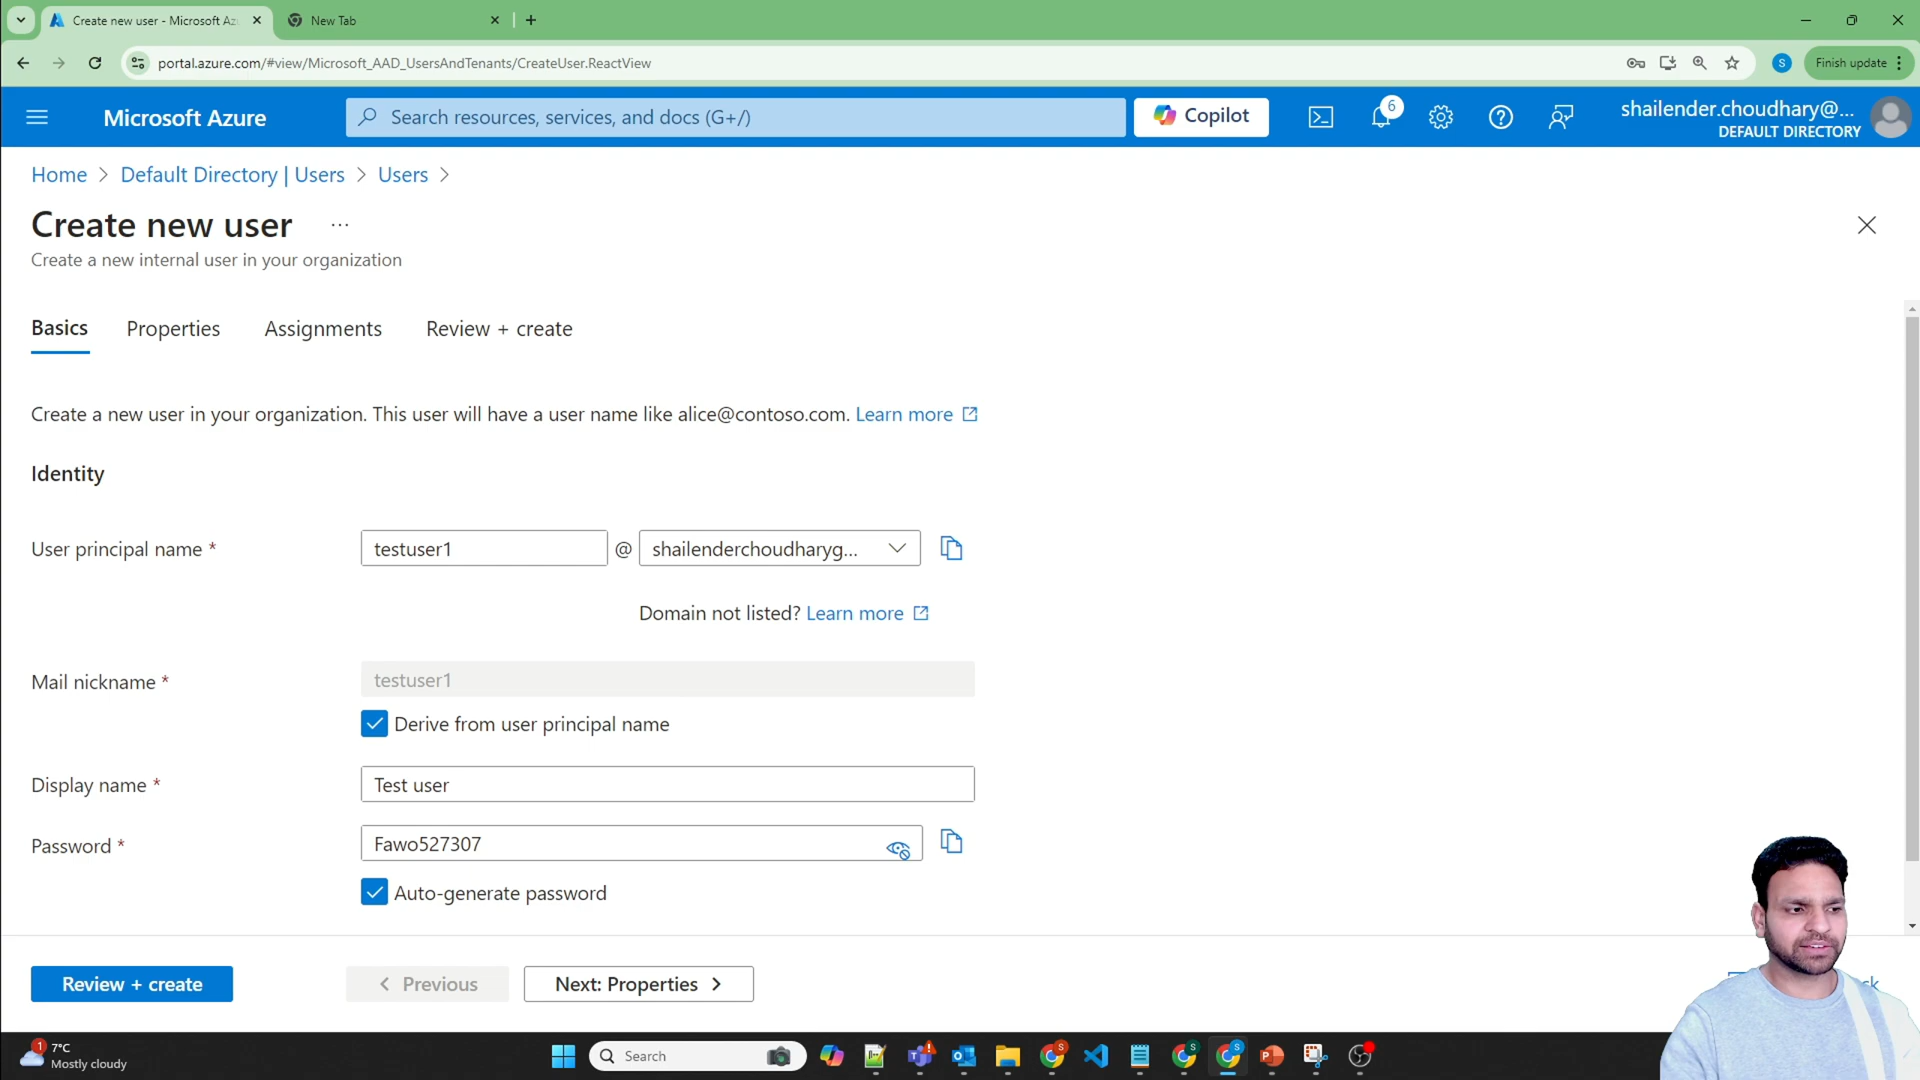 Create new user - Microsoft Az
New Tab
portal.azure.com/#view/Microsoft_AAD_UsersAndTenants/CreateUser.ReactView
S
Finish update
Microsoft Azure
Search resources, services, and docs (G+/)
Copilot
6
shailender.choudhary@...
DEFAULT DIRECTORY
Home > Default Directory | Users > Users >
Create new user ...
Create a new internal user in your organization
Basics Properties Assignments Review + create
Create a new user in your organization. This user will have a user name like alice@contoso.com. Learn more
Identity
User principal name * testuser1 @ shailenderchoudharyg...
Domain not listed? Learn more
Mail nickname * testuser1
Derive from user principal name
Display name * Test user
Password * Fawo527307
Auto-generate password
Review + create < Previous Next: Properties >
1
7°C
Mostly cloudy
Search